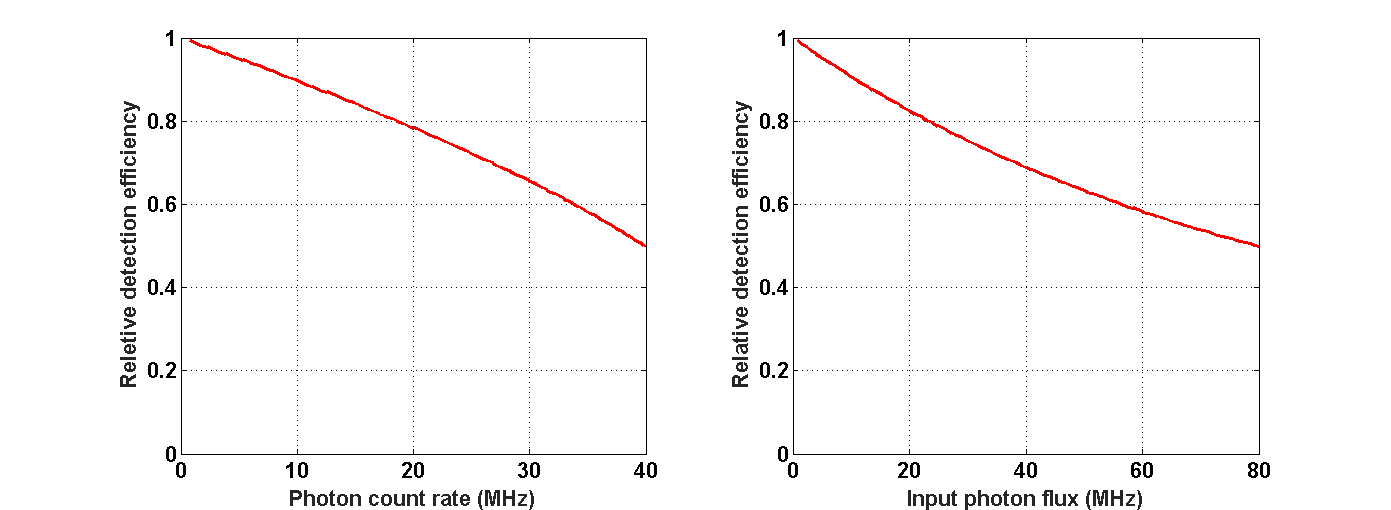 Reletive detection efficiency
1
0.8
0.6
0.4
0.2
0
0 10 20 30 40
Photon count rate (MHz)
Relative detection efficiency
1
0.8
0.6
0.4
0.2
0
0 20 40 60 80
Input photon flux (MHz)